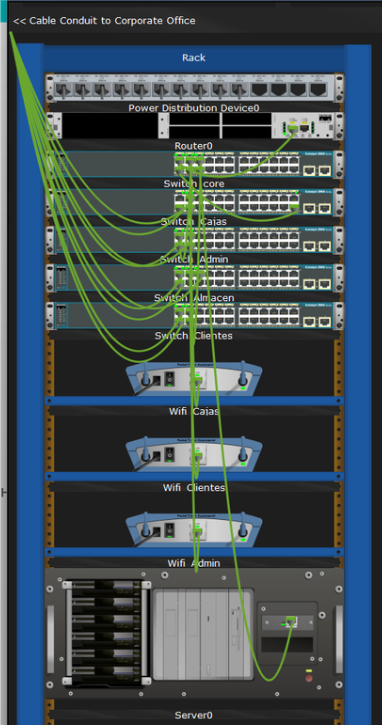 << Cable Conduit to Corporate Office
Rack
Power Distribution Device0
Router0
Switch core
Switch Cajas
Switch Admin
Switch Almacen
Switch Clientes
Wifi Cajas
Wifi Clientes
Wifi Admin
Server0